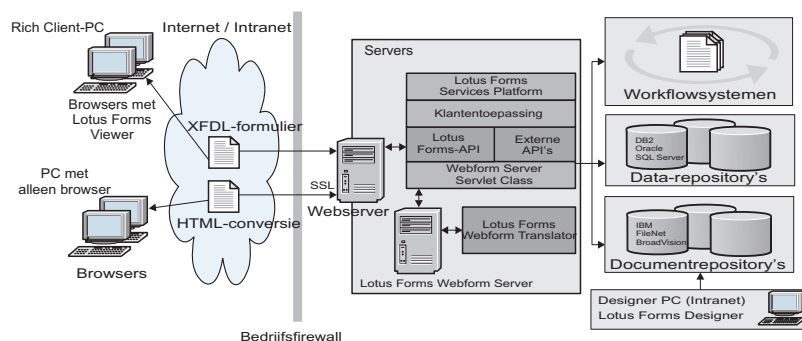 Rich Client-PC
Internet / Intranet
Browsers met
Lotus Forms
Viewer
XFDL-formulier
PC met
alleen browser
HTML-conversie
Browsers
SSL
Webserver
Bedrijfsfirewall
Servers
Lotus Forms
Services Platform
Klantentoepassing
Lotus
Forms-API
Externe
API's
Webform Server
Servlet Class
Lotus Forms
Webform Translator
Lotus Forms Webform Server
Workflowsystemen
DB2
Oracle
SQL Server
Data-repository's
IBM
FileNet
BroadVision
Documentrepository's
Designer PC (Intranet)
Lotus Forms Designer